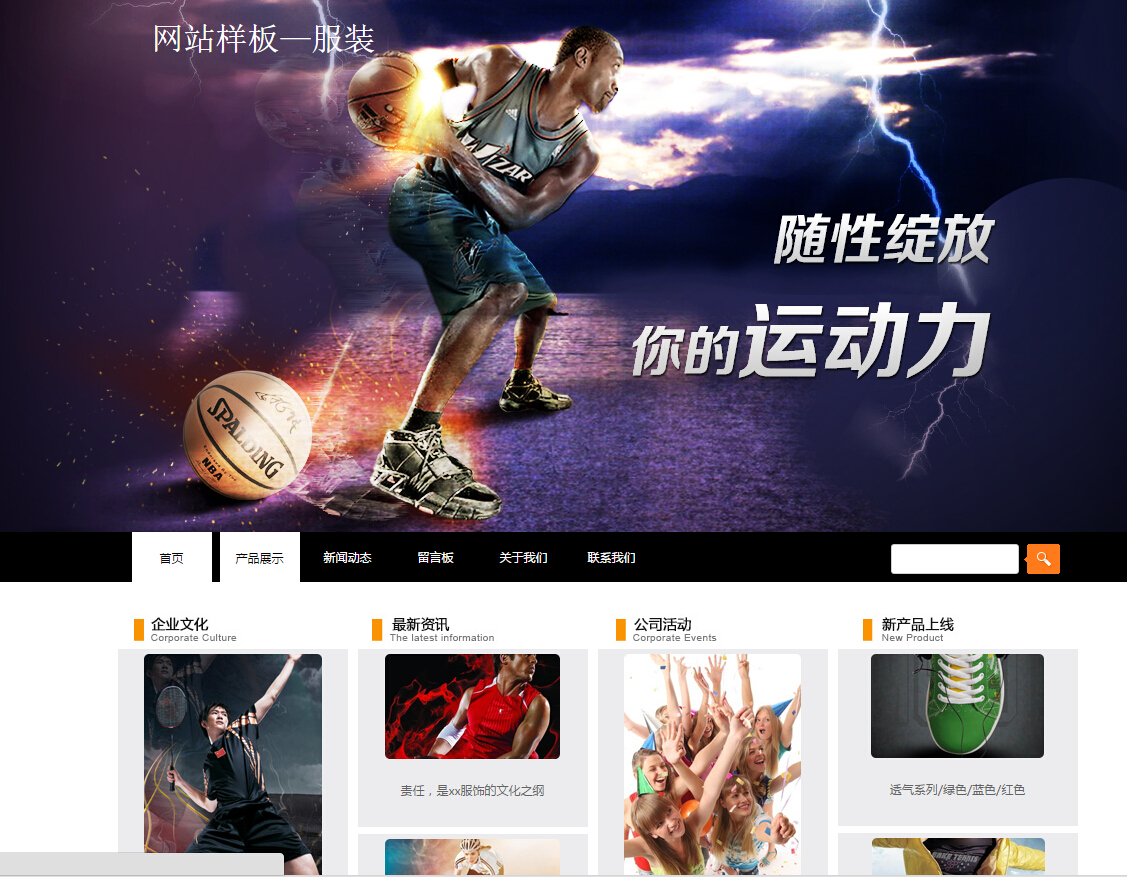 网站样板—服装
WIZAR
随性绽放
你的运动力
SPALDING
NBA
首页 产品展示 新闻动态 留言板 关于我们 联系我们
企业文化 最新资讯 公司活动 新产品上线
Corporate Culture The latest information Corporate Events New Product
责任，是xx服饰的文化之纲
透气系列/绿色/蓝色/红色